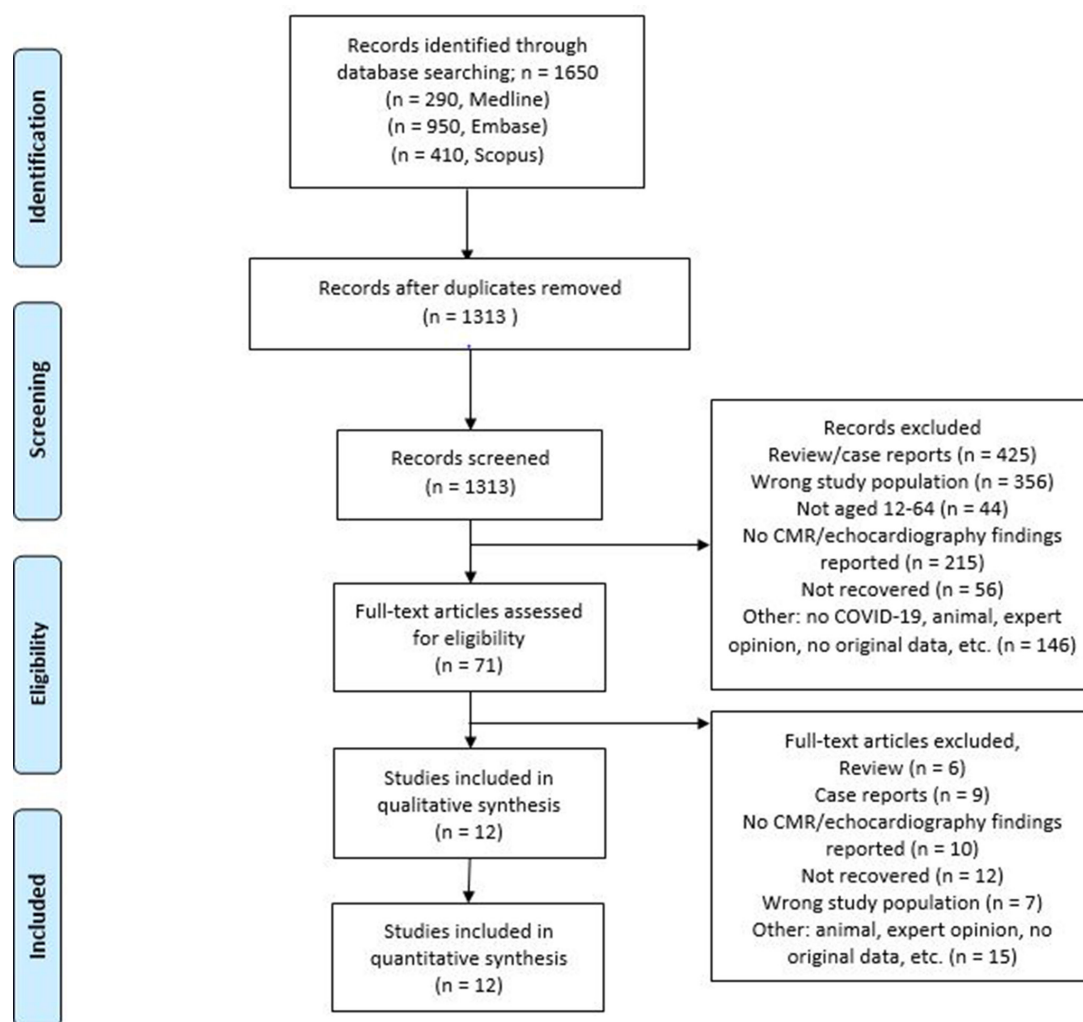 Identification
Records identified through
database searching; n = 1650
(n = 290, Medline)
(n = 950, Embase)
(n = 410, Scopus)
Records after duplicates removed
(n = 1313 )
Screening
Records screened
(n = 1313)
Records excluded
Review/case reports (n = 425)
Wrong study population (n = 356)
Not aged 12-64 (n = 44)
No CMR/echocardiography findings
reported (n = 215)
Not recovered (n = 56)
Other: no COVID-19, animal, expert
opinion, no original data, etc. (n = 146)
Eligibility
Full-text articles assessed
for eligibility
(n = 71)
Full-text articles excluded,
Review (n = 6)
Case reports (n = 9)
No CMR/echocardiography findings
reported (n = 10)
Not recovered (n = 12)
Wrong study population (n = 7)
Other: animal, expert opinion, no
original data, etc. (n = 15)
Studies included in
qualitative synthesis
(n = 12)
Included
Studies included in
quantitative synthesis
(n = 12)